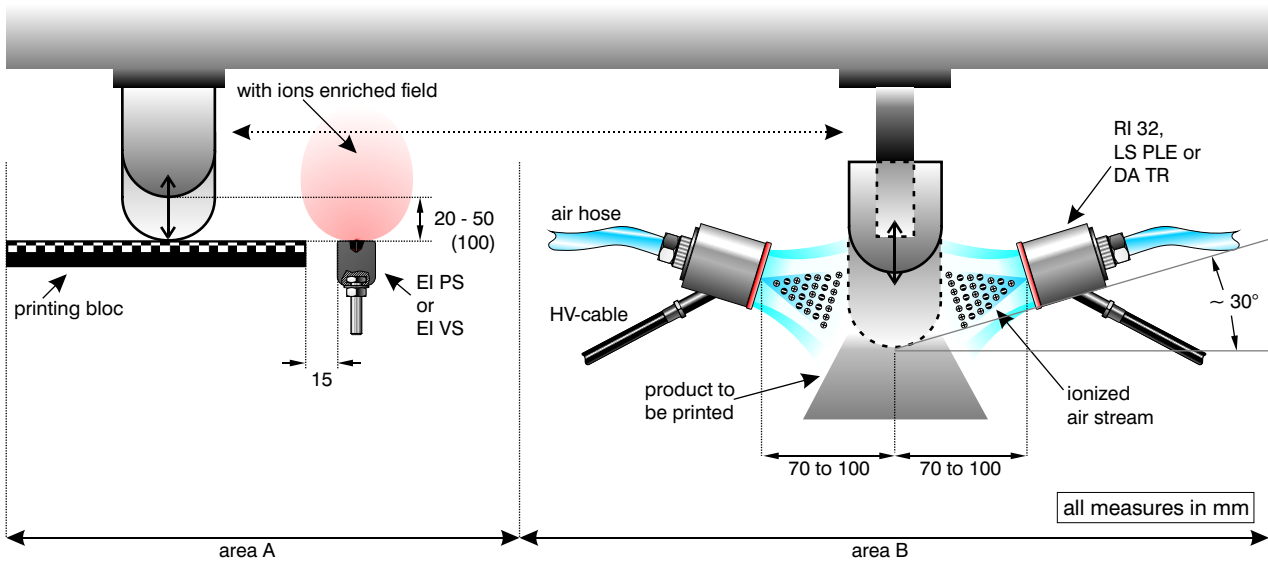 with ions enriched field
RI 32,
LS PLE or
DA TR
20 - 50
(100)
air hose
EI PS
or
EI VS
printing bloc
HV-cable
~ 30°
15
product to
be printed
ionized
air stream
70 to 100
70 to 100
all measures in mm
area A
area B